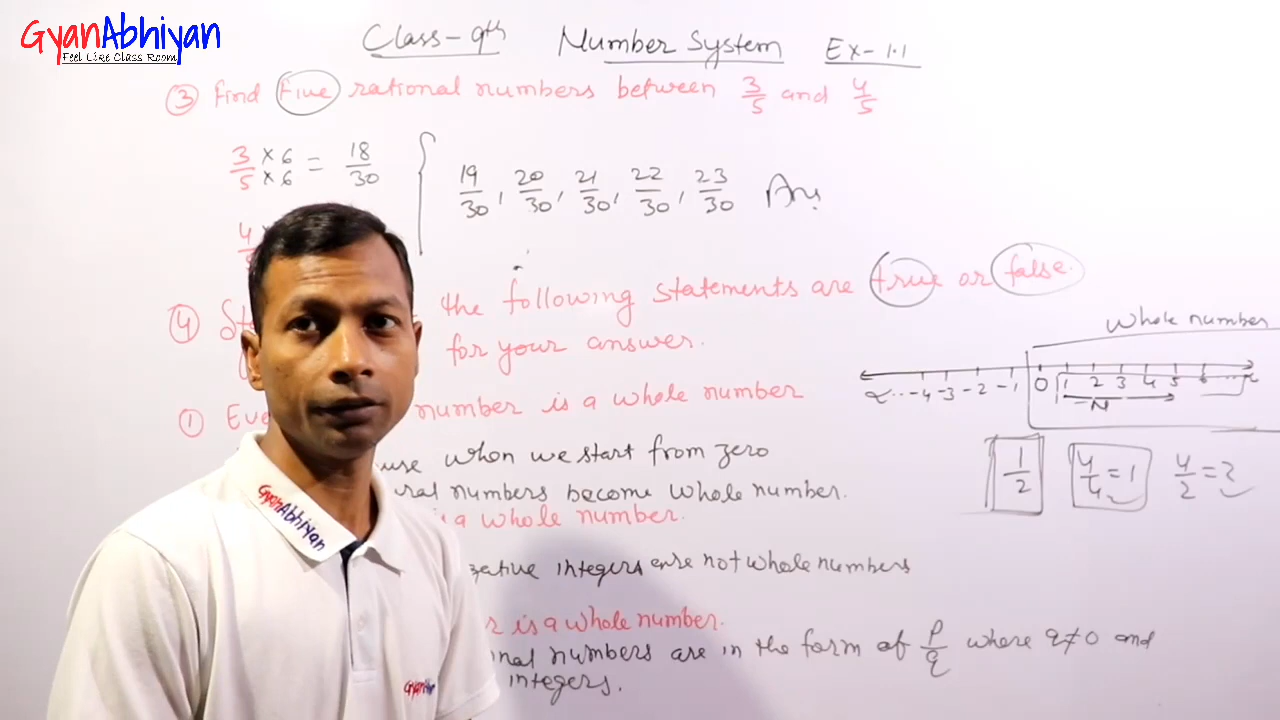 GyanAbhiyan
Feel Like Class Room
Class-9th Number System Ex-1.1
③ Find Five rational numbers between 3/5 and 4/5
3/5 × 6 / × 6 = 18/30
19/30, 20/30, 21/30, 22/30, 23/30 Ans
4
④ the following statements are true or false.
for your answer.
Whole number
-4 -3 -2 -1 0 1 2 3 4 5 6
N
① number is a whole number
when we start from zero
numbers become whole number.
is a whole number.
1/2 4/4=1 4/2=2
integers are not whole numbers
is a whole number.
numbers are in the form of p/q where q≠0 and
integers.
GyanAbhiyan
GyanAbhiyan